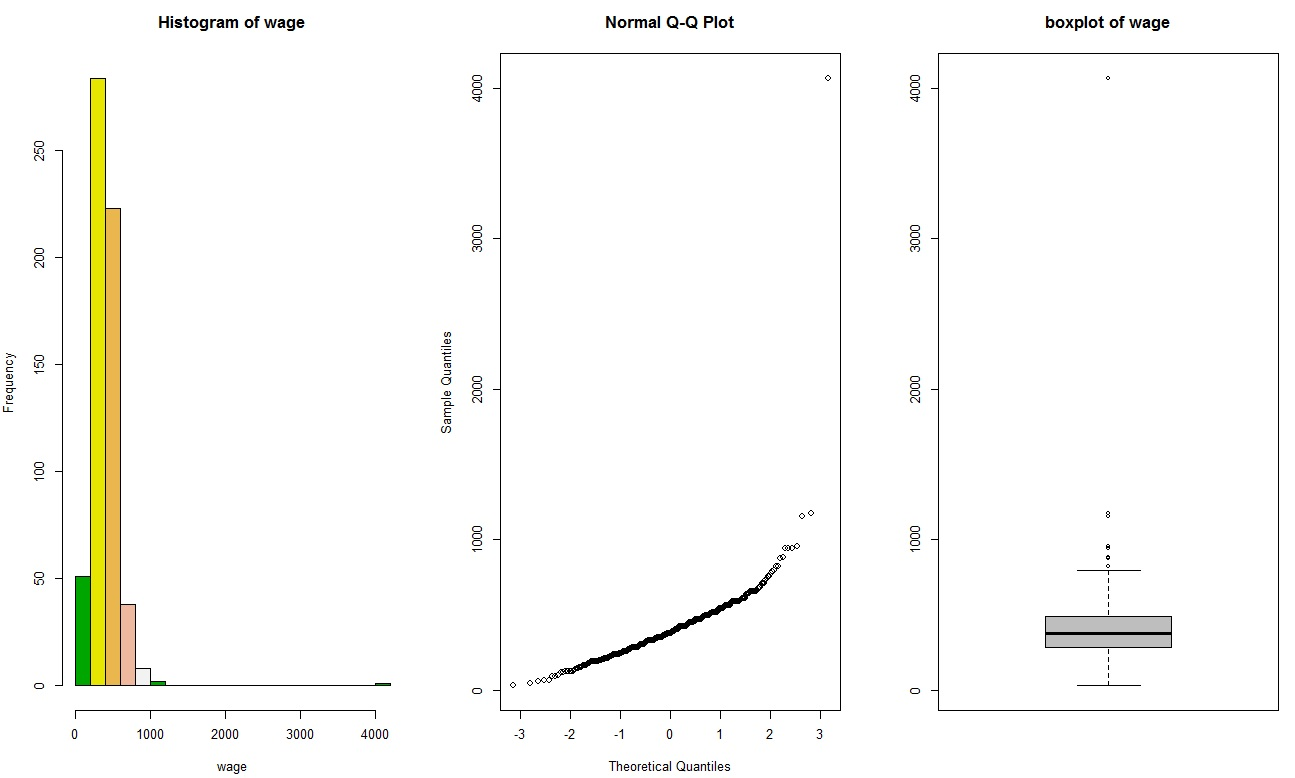 Histogram of wage
Frequency
250
200
150
100
50
0
0 1000 2000 3000 4000
wage
Normal Q-Q Plot
Sample Quantiles
4000
3000
2000
1000
0
-3 -2 -1 0 1 2 3
Theoretical Quantiles
boxplot of wage
4000
3000
2000
1000
0